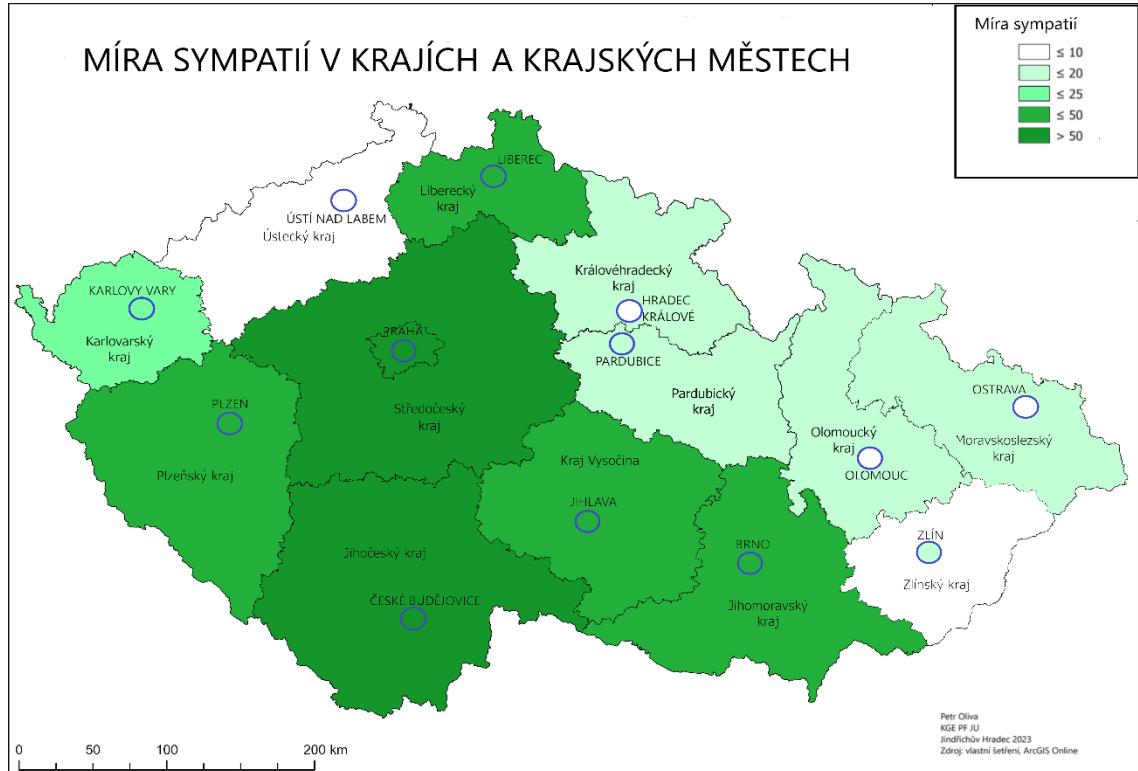 MÍRA SYMPATIÍ V KRAJÍCH A KRAJSKÝCH MĚSTECH
Míra sympatií
≤ 10
≤ 20
≤ 25
≤ 50
> 50
LIBEREC
Liberecký
kraj
ÚSTÍ NAD LABEM
Ústecký kraj
Královéhradecký
kraj
HRADEC
KRÁLOVÉ
KARLOVY VARY
Karlovarský
kraj
PRAHA
PARDUBICE
Pardubický
kraj
PLZEŇ
Středočeský
kraj
OSTRAVA
Moravskoslezský
kraj
Olomoucký
kraj
OLOMOUC
Plzeňský kraj
Kraj Vysočina
JIHLAVA
BRNO
ZLÍN
Zlínský kraj
Jihočeský kraj
ČESKÉ BUDĚJOVICE
Jihomoravský
kraj
Petr Oliva
KGE PF JU
Jindřichův Hradec 2023
Zdroj: vlastní šetření, ArcGIS Online
0 50 100 200 km